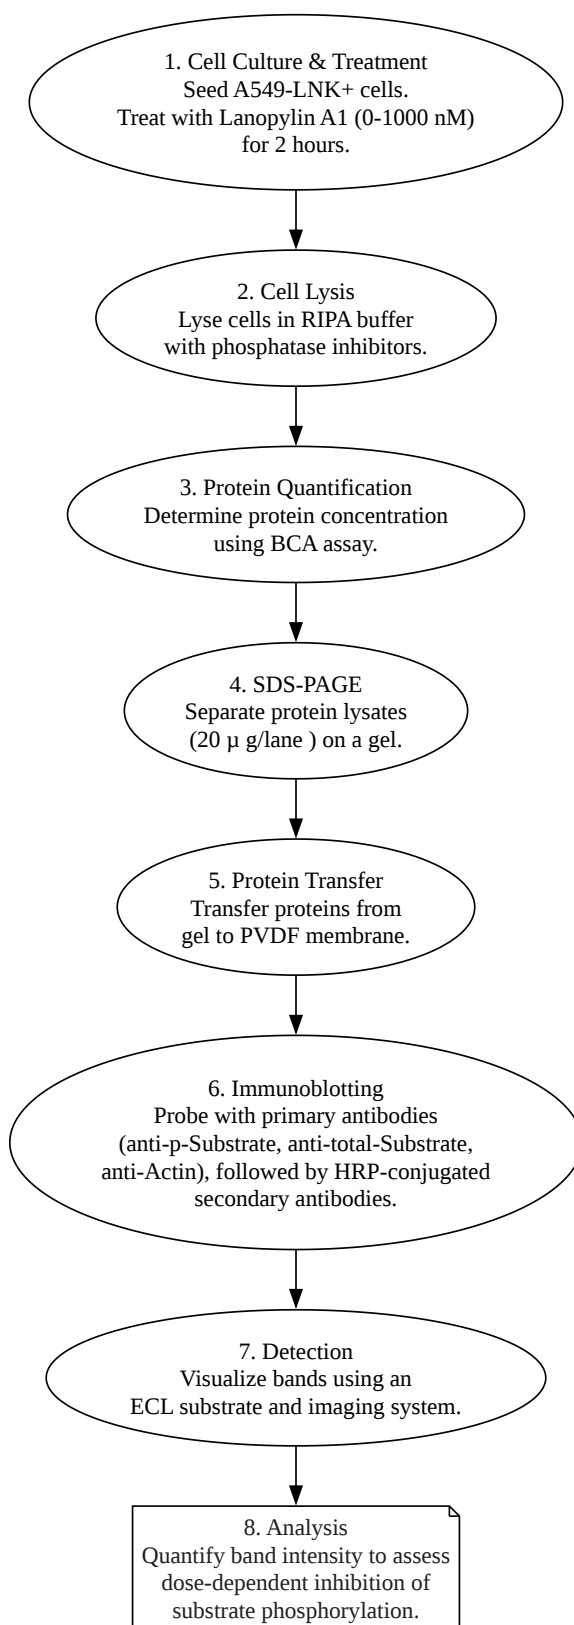 1. Cell Culture & Treatment
Seed A549-LNK+ cells.
Treat with Lanopylin A1 (0-1000 nM)
for 2 hours.
2. Cell Lysis
Lyse cells in RIPA buffer
with phosphatase inhibitors.
3. Protein Quantification
Determine protein concentration
using BCA assay.
4. SDS-PAGE
Separate protein lysates
(20 µ g/lane ) on a gel.
5. Protein Transfer
Transfer proteins from
gel to PVDF membrane.
6. Immunoblotting
Probe with primary antibodies
(anti-p-Substrate, anti-total-Substrate,
anti-Actin), followed by HRP-conjugated
secondary antibodies.
7. Detection
Visualize bands using an
ECL substrate and imaging system.
8. Analysis
Quantify band intensity to assess
dose-dependent inhibition of
substrate phosphorylation.